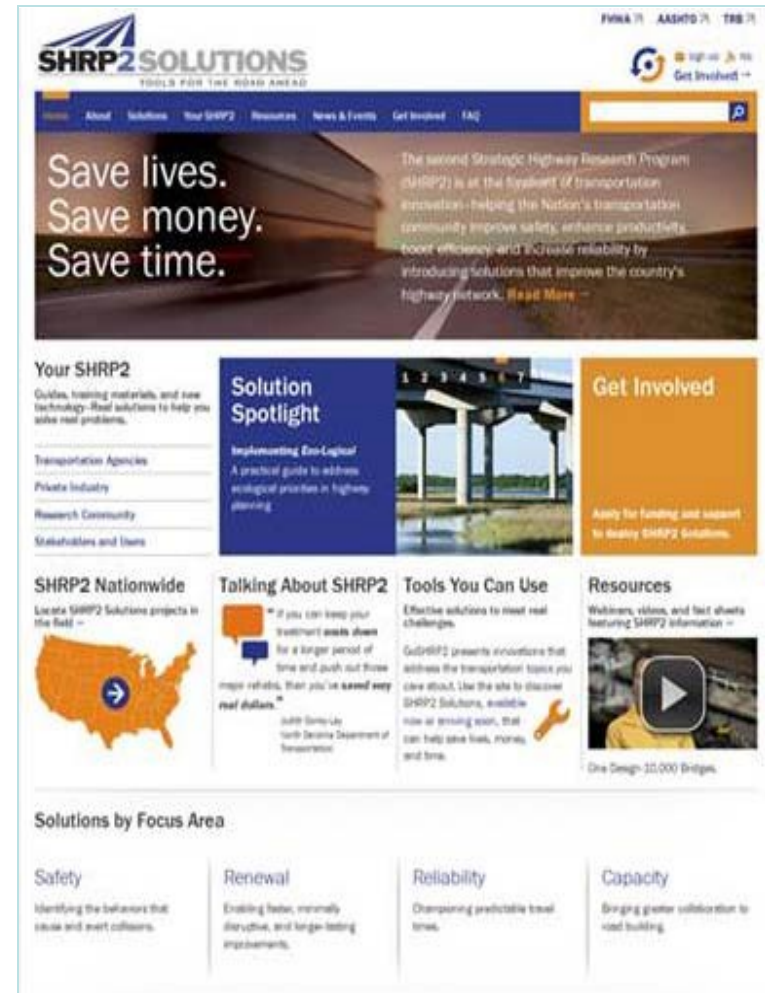 FHWA AASHTO TRB
SHRP2SOLUTIONS
TOOLS FOR THE ROAD AHEAD
Sign up
Get Involved
Home About Solutions Your SHRP2 Resources News & Events Get Involved FAQ
Save lives.
Save money.
Save time.
The second Strategic Highway Research Program
(SHRP2) is at the forefront of transportation
innovation–helping the Nation's transportation
community improve safety, enhance productivity,
boost efficiency, and increase reliability by
introducing solutions that improve the country's
highway network. Read More
Your SHRP2
Guides, training materials, and new
technology–Real solutions to help you
solve real problems.
Transportation Agencies
Private Industry
Research Community
Stakeholders and Users
Solution
Spotlight
Implementing Eco-Logical
A practical guide to address
ecological priorities in highway
planning
1 2 3 4 5 6 7
Get Involved
Apply for funding and support
to deploy SHRP2 Solutions.
SHRP2 Nationwide
Locate SHRP2 Solutions projects in
the field
Talking About SHRP2
" If you can keep your
treatment costs down
for a longer period of
time and push out those
major rehabs, then you've saved very
real dollars."
North Carolina Department of
Transportation
Tools You Can Use
Effective solutions to meet real
challenges.
GoSHRP2 presents innovations that
address the transportation topics you
care about. Use the site to discover
SHRP2 Solutions, available
now or arriving soon, that
can help save lives, money,
and time.
Resources
Webinars, videos, and fact sheets
featuring SHRP2 information
One Design-10,000 Bridges.
Solutions by Focus Area
Safety
Identifying the behaviors that
cause and avert collisions.
Renewal
Enabling faster, minimally
disruptive, and longer-lasting
improvements.
Reliability
Championing predictable travel
times.
Capacity
Bringing greater collaboration to
road building.